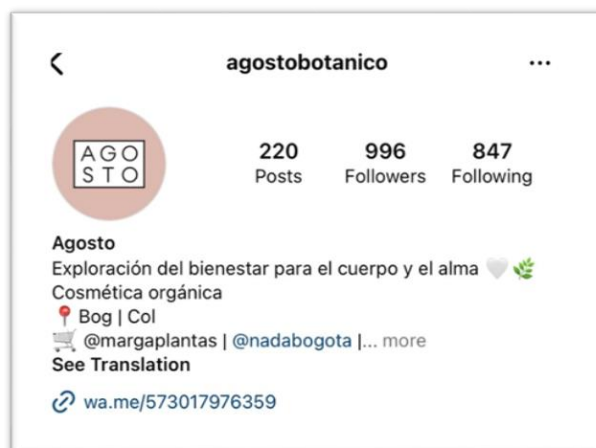 agostobotanico
AGO
STO
220 996 847
Posts Followers Following
Agosto
Exploración del bienestar para el cuerpo y el alma 🤍🌿
Cosmética orgánica
📍 Bog | Col
🛒 @margaplantas | @nadabogota |... more
See Translation
wa.me/573017976359